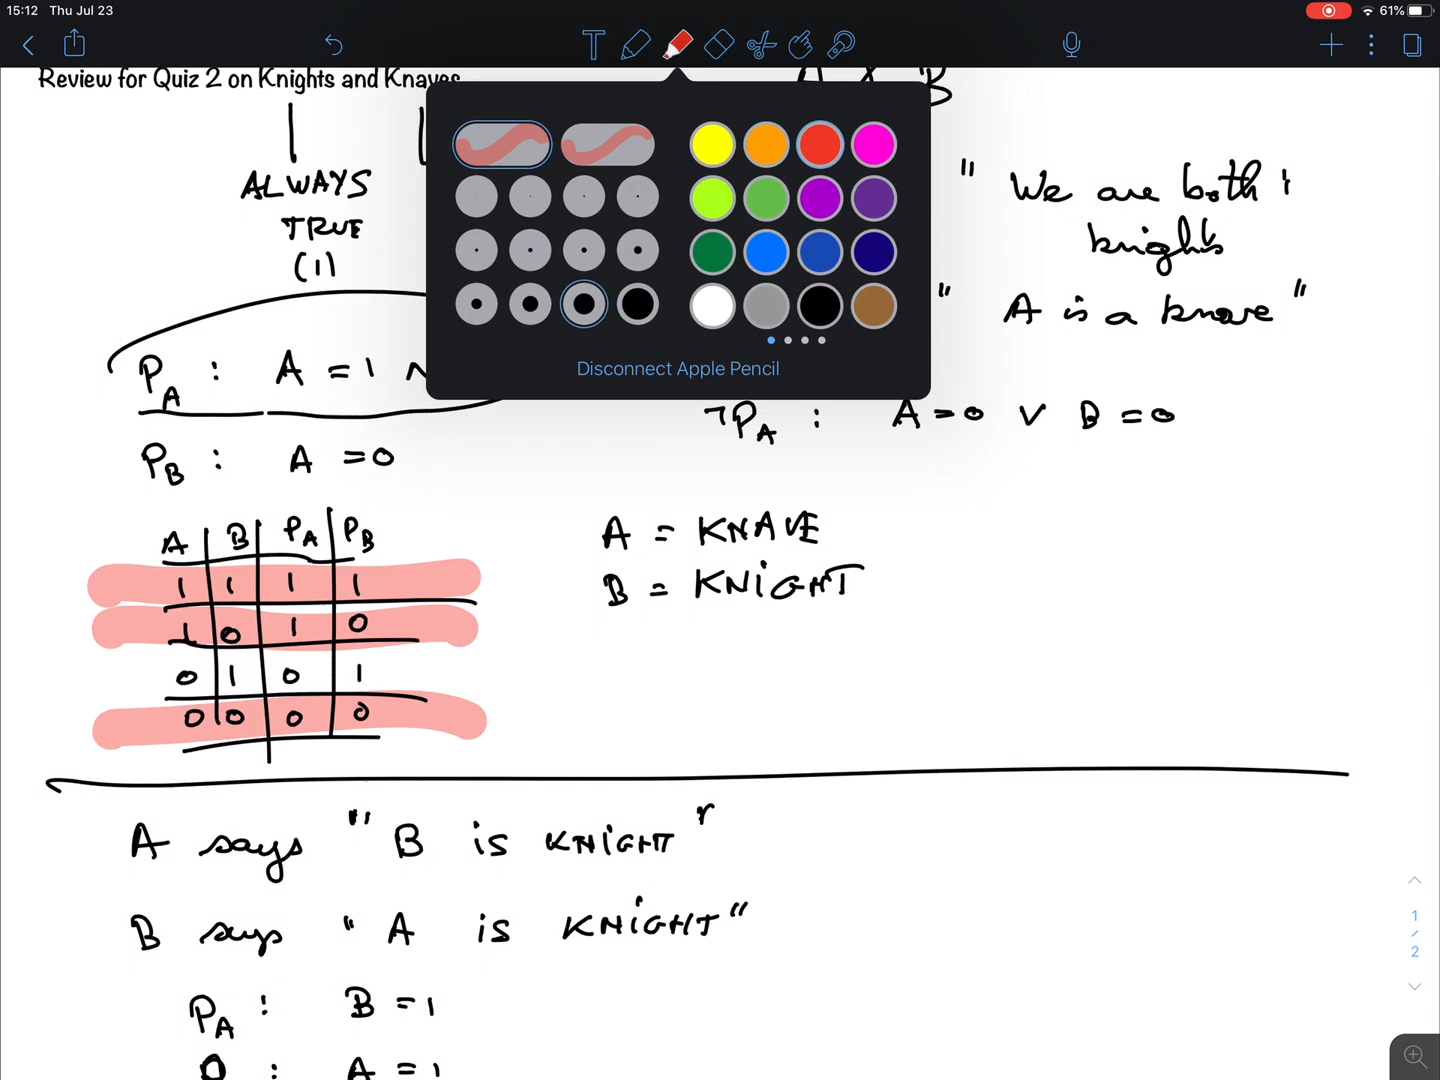 15:12 Thu Jul 23
61%
Review for Quiz 2 on Knights and Knaves
ALWAYS
TRUE
(1)
" We are both
knights
" A is a knave "
Disconnect Apple Pencil
P_A : A = 1
¬P_A : A = 0 ∨ B = 0
P_B : A = 0
A B P_A P_B
1 1 1 1
1 0 1 0
0 1 0 1
0 0 0 0
A = KNAVE
B = KNIGHT
A says " B is KNIGHT "
B says " A is KNIGHT "
P_A : B = 1
: A = 1
1
/
2